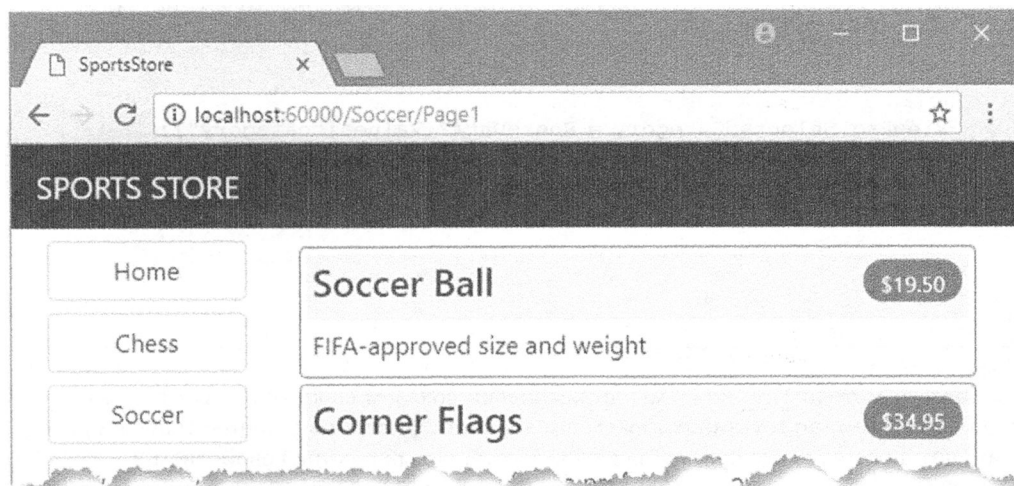 SportsStore
localhost:60000/Soccer/Page1
SPORTS STORE
Home
Soccer Ball
$19.50
Chess
FIFA-approved size and weight
Soccer
Corner Flags
$34.95